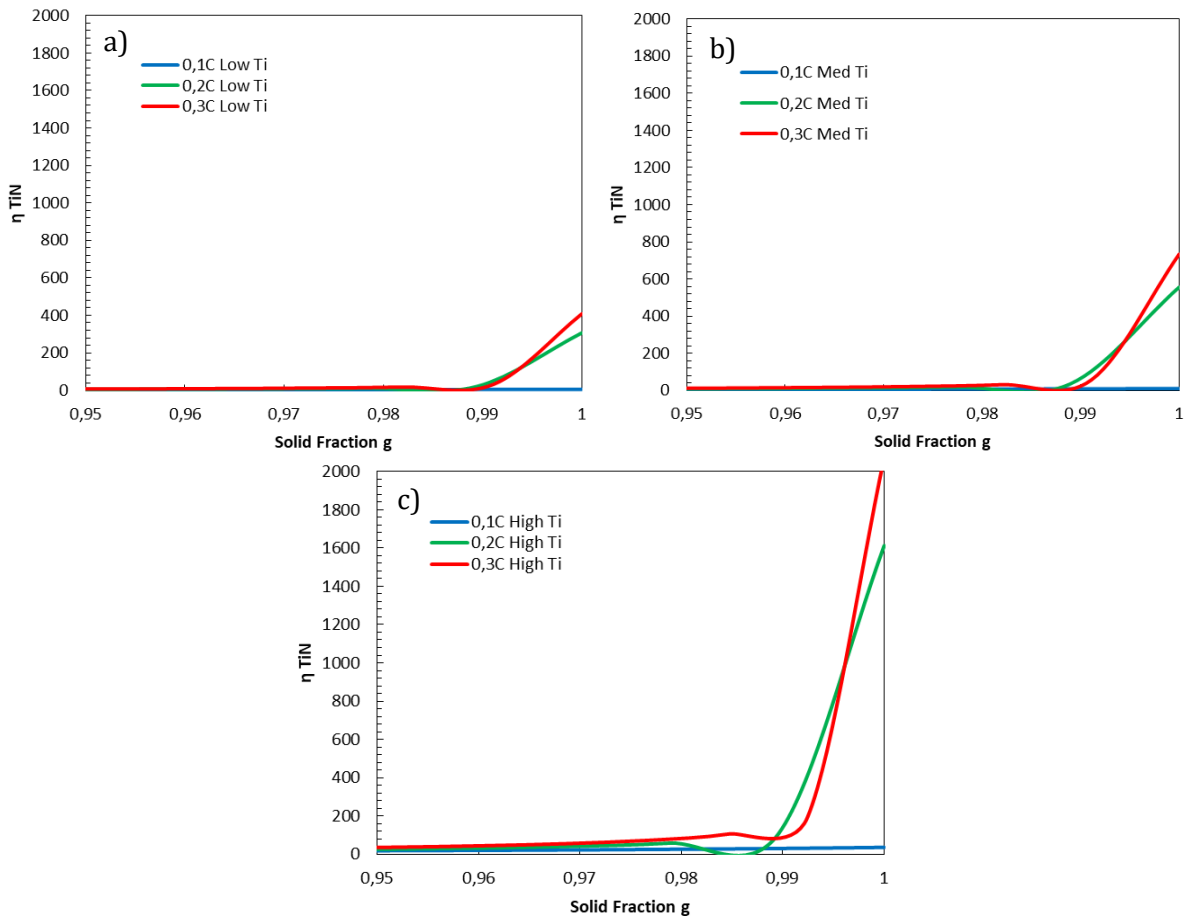 a)
0,1C Low Ti
0,2C Low Ti
0,3C Low Ti
2000
1800
1600
1400
1200
1000
800
600
400
200
0
η TiN
0,95
0,96
0,97
0,98
0,99
1
Solid Fraction g
b)
0,1C Med Ti
0,2C Med Ti
0,3C Med Ti
2000
1800
1600
1400
1200
1000
800
600
400
200
0
η TiN
0,95
0,96
0,97
0,98
0,99
1
Solid Fraction g
c)
0,1C High Ti
0,2C High Ti
0,3C High Ti
2000
1800
1600
1400
1200
1000
800
600
400
200
0
η TiN
0,95
0,96
0,97
0,98
0,99
1
Solid Fraction g